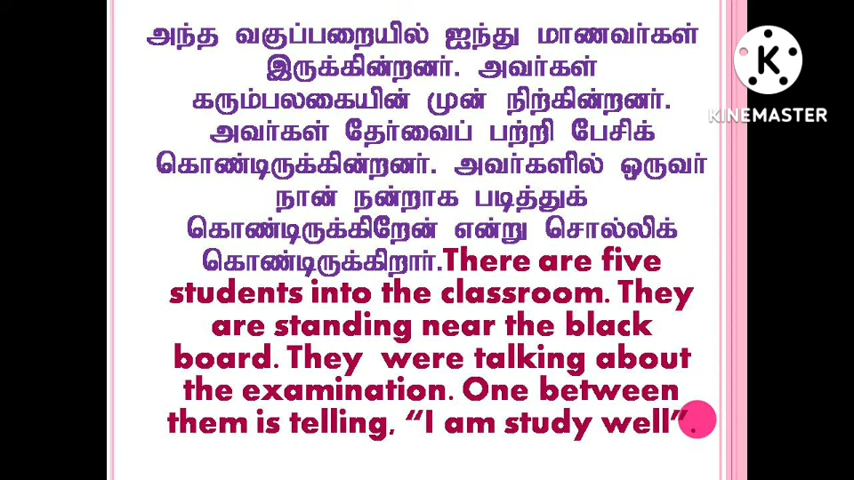 அந்த வகுப்பறையில் ஐந்து மாணவர்கள்
இருக்கின்றனர். அவர்கள்
கரும்பலகையின் முன் நிற்கின்றனர்.
அவர்கள் தேர்வைப் பற்றி பேசிக்
கொண்டிருக்கின்றனர். அவர்களில் ஒருவர்
நான் நன்றாக படித்துக்
கொண்டிருக்கிறேன் என்று சொல்லிக்
கொண்டிருக்கிறார்.There are five
students into the classroom. They
are standing near the black
board. They were talking about
the examination. One between
them is telling, “I am study well”.
K
KINEMASTER